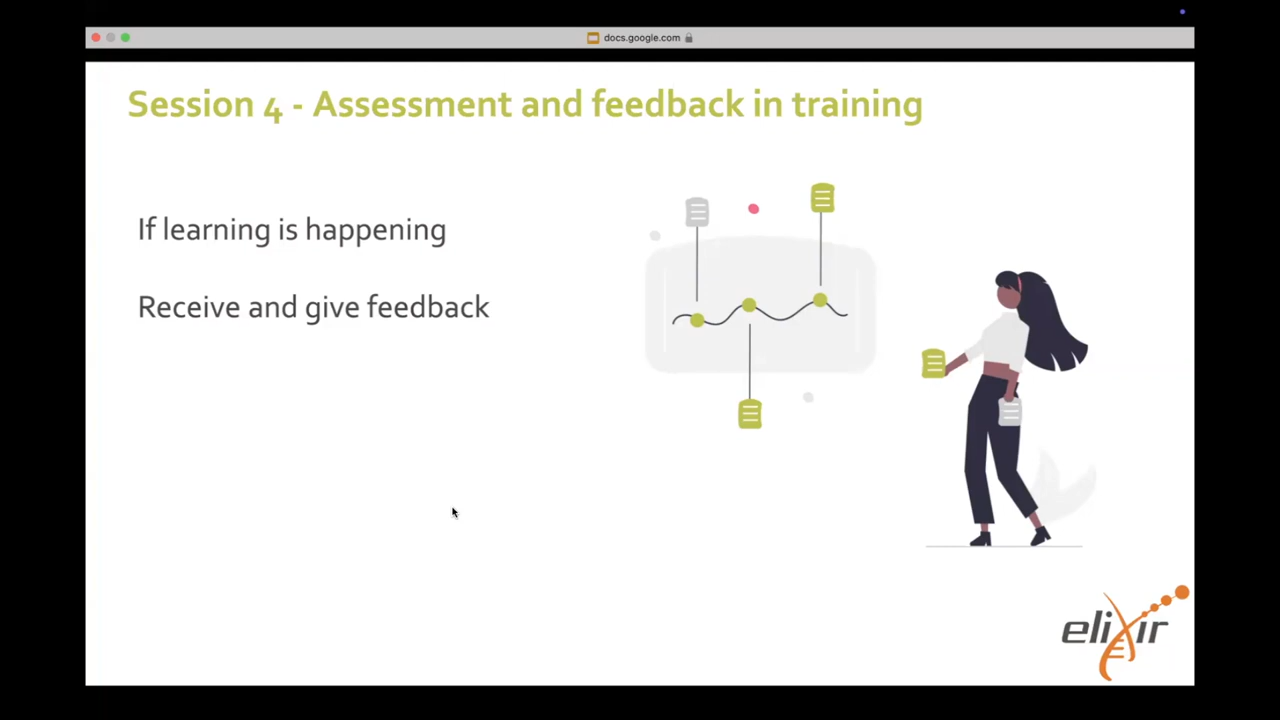 docs.google.com
Session 4 - Assessment and feedback in training
If learning is happening
Receive and give feedback
elixir